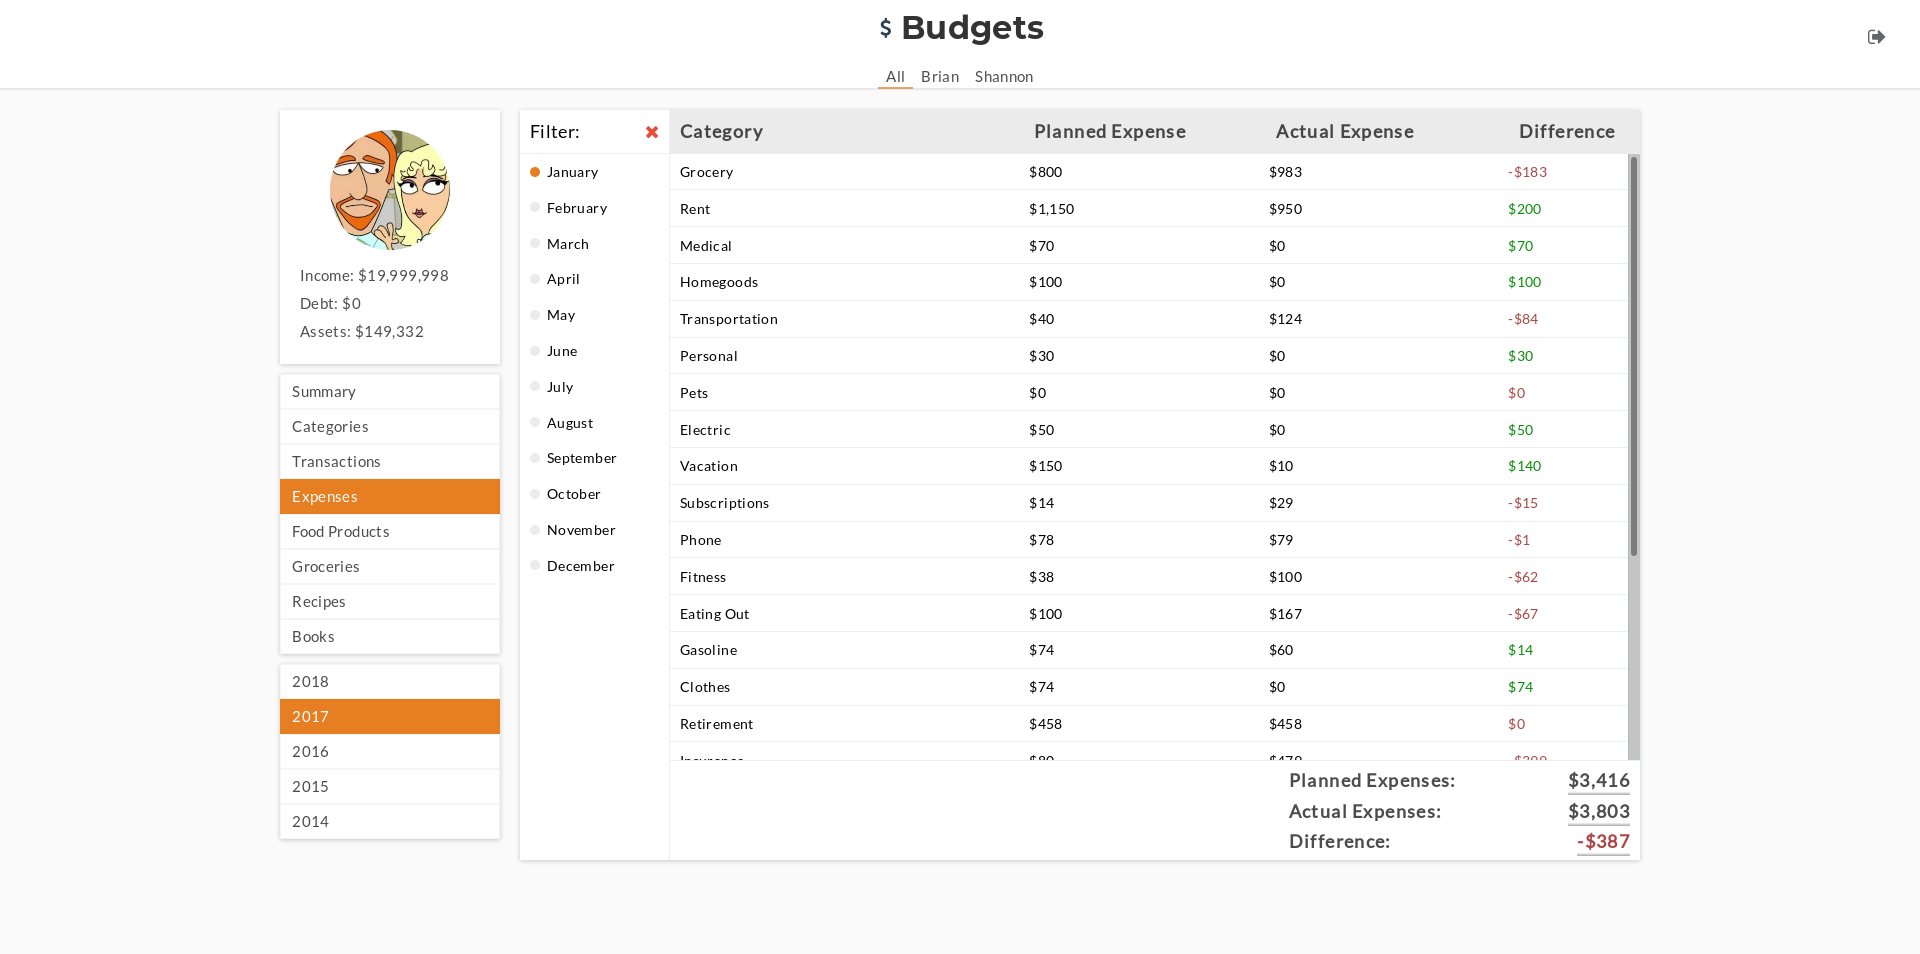 $ Budgets
All Brian Shannon
Income: $19,999,998
Debt: $0
Assets: $149,332
Summary
Categories
Transactions
Expenses
Food Products
Groceries
Recipes
Books
2018
2017
2016
2015
2014
Filter:
January
February
March
April
May
June
July
August
September
October
November
December
Category Planned Expense Actual Expense Difference
Grocery $800 $983 -$183
Rent $1,150 $950 $200
Medical $70 $0 $70
Homegoods $100 $0 $100
Transportation $40 $124 -$84
Personal $30 $0 $30
Pets $0 $0 $0
Electric $50 $0 $50
Vacation $150 $10 $140
Subscriptions $14 $29 -$15
Phone $78 $79 -$1
Fitness $38 $100 -$62
Eating Out $100 $167 -$67
Gasoline $74 $60 $14
Clothes $74 $0 $74
Retirement $458 $458 $0
Insurance
Planned Expenses: $3,416
Actual Expenses: $3,803
Difference: -$387